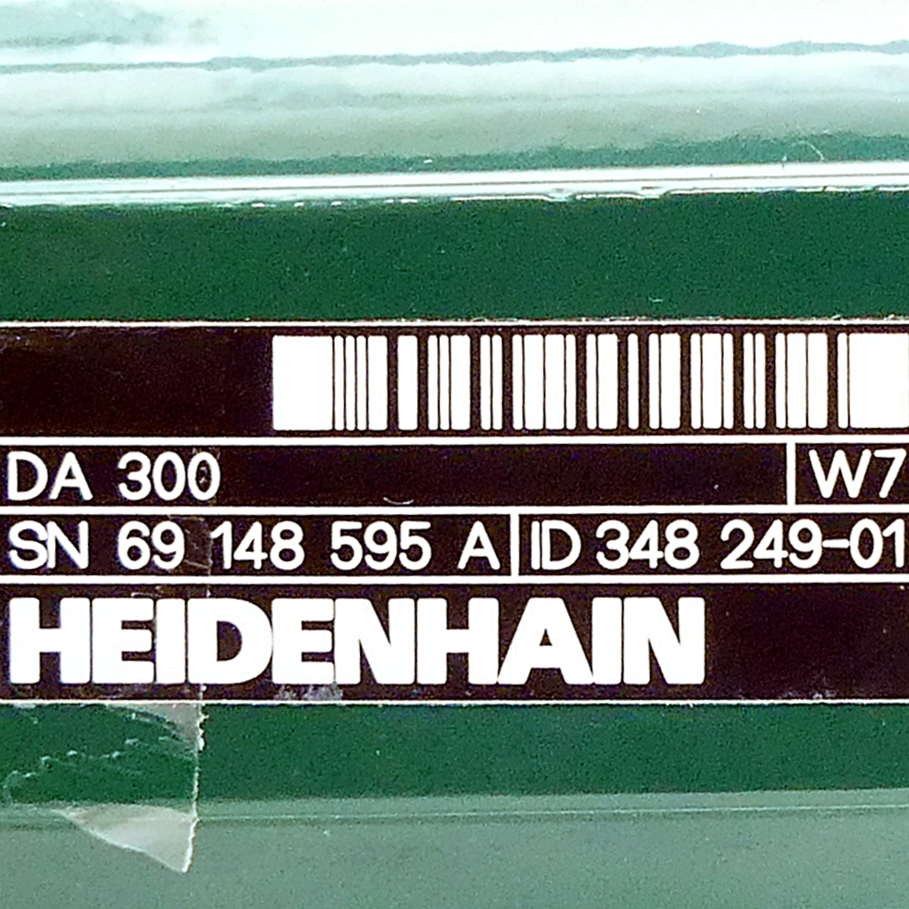 DA 300 W7
SN 69 148 595 A ID 348 249-01
HEIDENHAIN